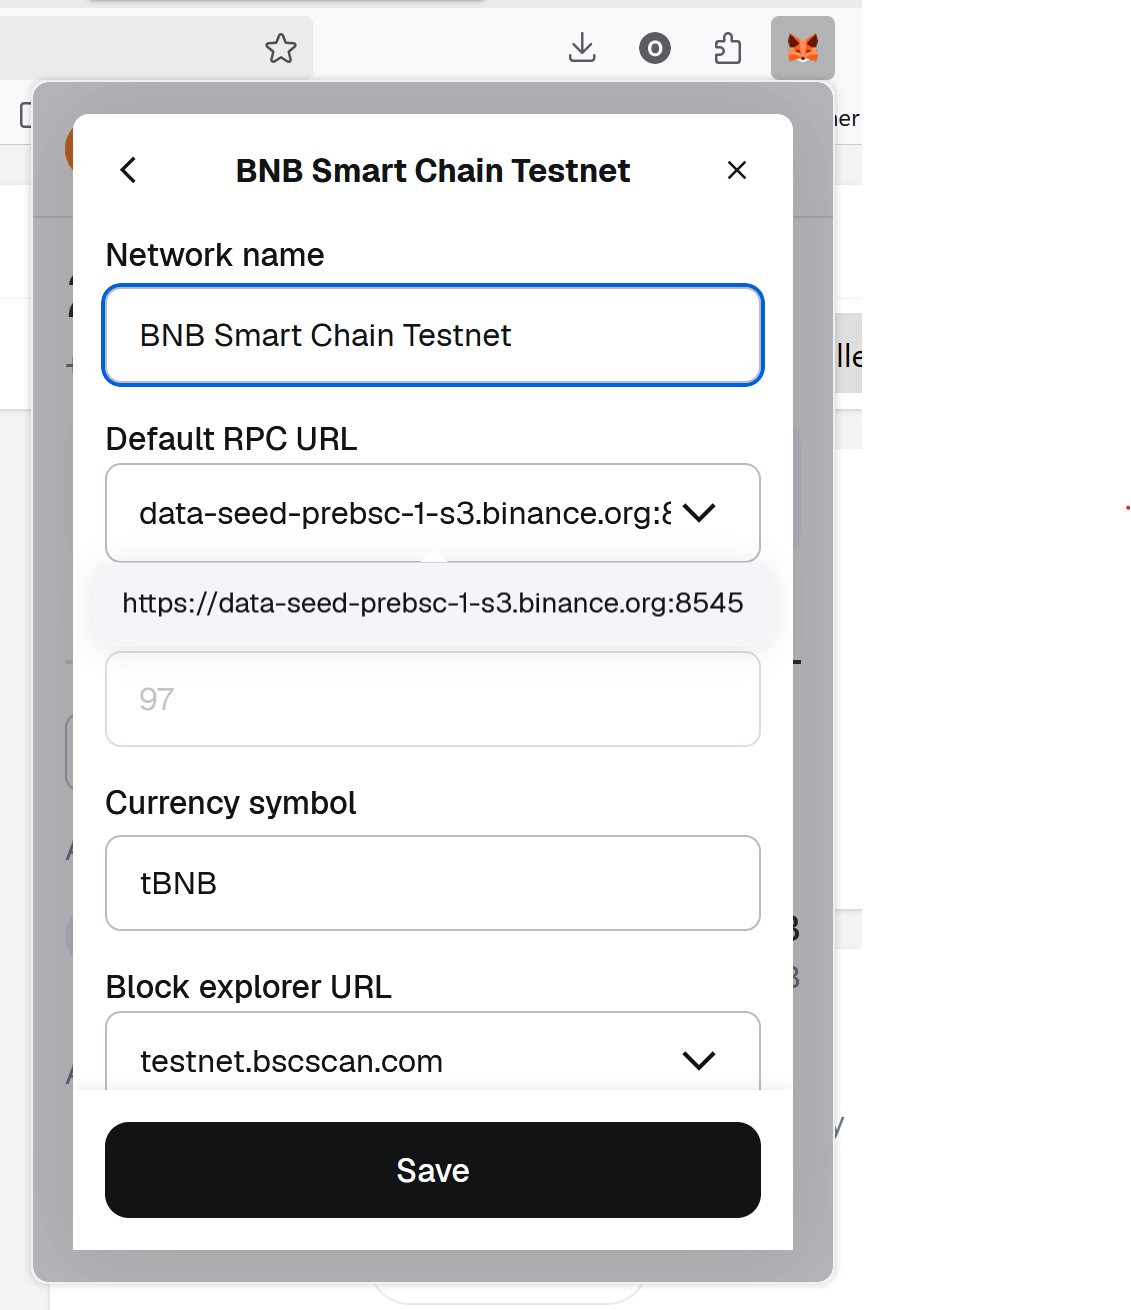 BNB Smart Chain Testnet
Network name
BNB Smart Chain Testnet
Default RPC URL
data-seed-prebsc-1-s3.binance.org:8
https://data-seed-prebsc-1-s3.binance.org:8545
97
Currency symbol
tBNB
Block explorer URL
testnet.bscscan.com
Save